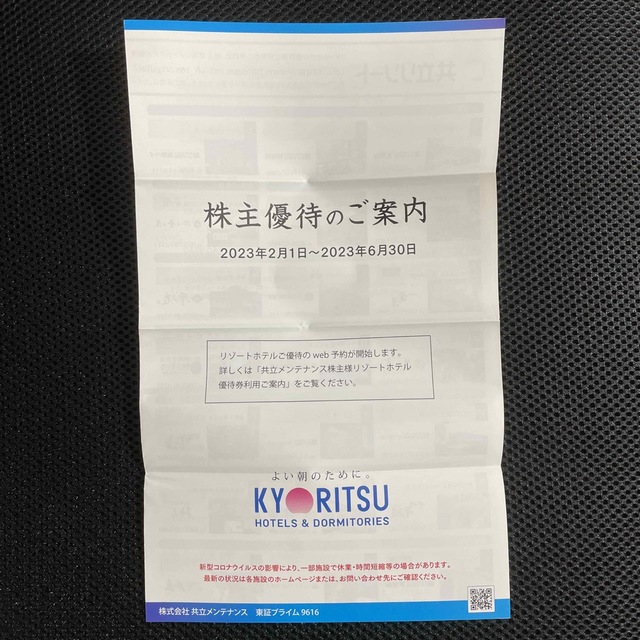 株主優待のご案内
2023年2月1日～2023年6月30日
リゾートホテルご優待の web 予約が開始します。
詳しくは「共立メンテナンス株主様リゾートホテル
優待券利用ご案内」をご覧ください。
よい朝のために。
KYORITSU
HOTELS & DORMITORIES
新型コロナウイルスの影響により、一部施設で休業・時間短縮等の場合があります。
最新の状況は各施設のホームページまたは、お問い合わせ先にご確認ください。
株式会社 共立メンテナンス 東証プライム 9616